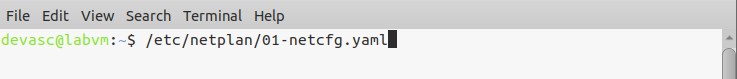 File Edit View Search Terminal Help
devasc@labvm:~$ /etc/netplan/01-netcfg.yaml